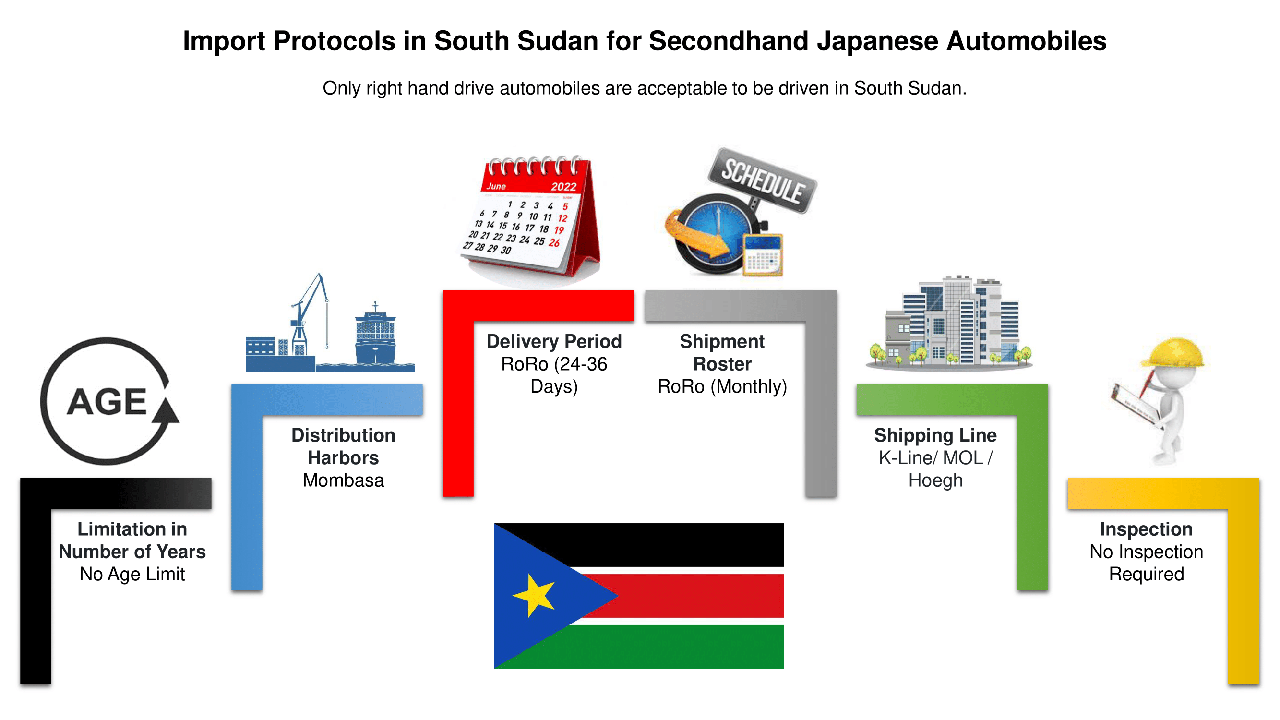 Import Protocols in South Sudan for Secondhand Japanese Automobiles
Only right hand drive automobiles are acceptable to be driven in South Sudan.
AGE
Limitation in
Number of Years
No Age Limit
Distribution
Harbors
Mombasa
June 2022
1 2 3 4 5
6 7 8 9 10 11 12
13 14 15 16 17 18 19
20 21 22 23 24 25 26
27 28 29 30
Delivery Period
RoRo (24-36
Days)
SCHEDULE
Shipment
Roster
RoRo (Monthly)
Shipping Line
K-Line/ MOL /
Hoegh
Inspection
No Inspection
Required